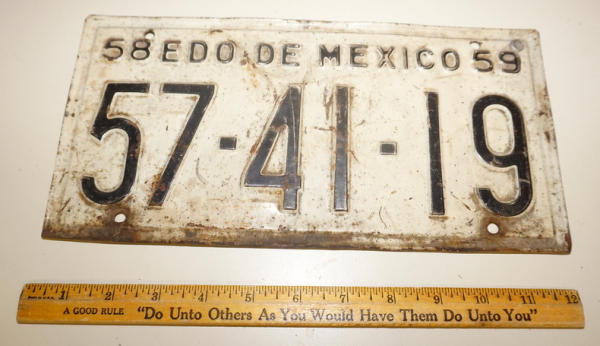 58 EDO DE MEXICO 59
57-41-19
1 2 3 4 5 6 7 8 9 10 11 12
A GOOD RULE "Do Unto Others As You Would Have Them Do Unto You"